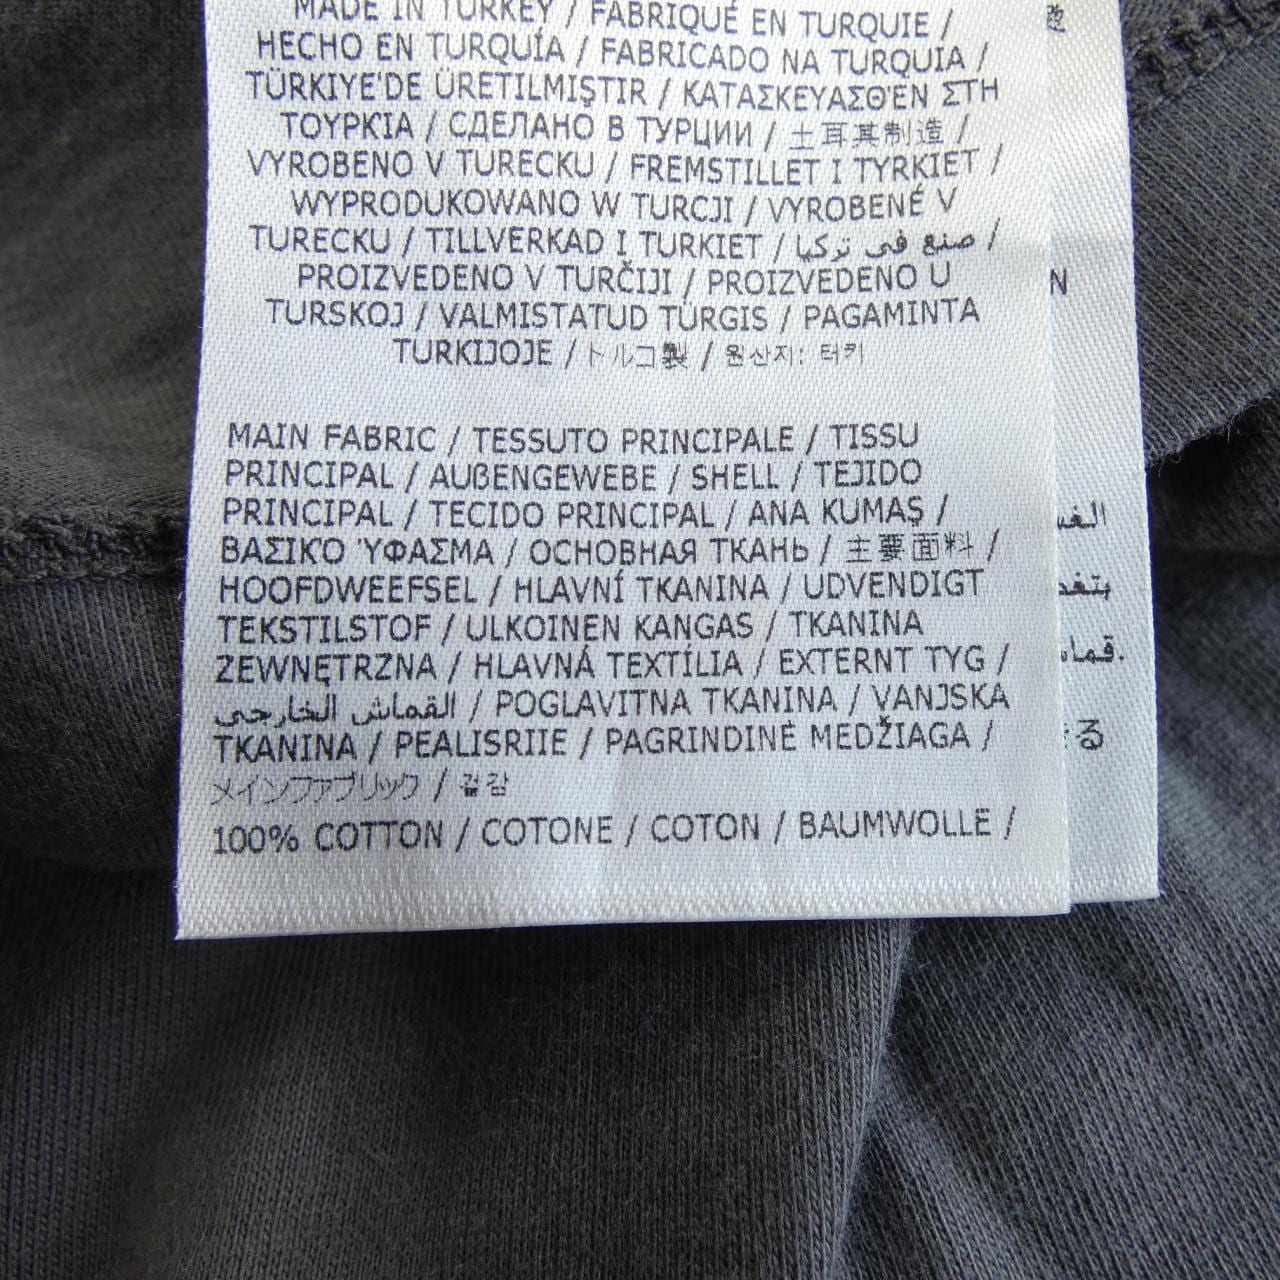 MADE IN TURKEY / FABRIQUÉ EN TURQUIE /
HECHO EN TURQUÍA / FABRICADO NA TURQUIA /
TÜRKIYE'DE ÜRETILMIŞTIR / ΚΑΤΑΣΚΕΥΑΣΘΈΝ ΣΤΗ
ΤΟΥΡΚΙΑ / СДЕЛАНО В ТУРЦИИ / 土耳其制造 /
VYROBENO V TURECKU / FREMSTILLET I TYRKIET /
WYPRODUKOWANO W TURCJI / VYROBENÉ V
TURECKU / TILLVERKAD I TURKIET / صنع في تركيا /
PROIZVEDENO V TURČIJI / PROIZVEDENO U
TURSKOJ / VALMISTATUD TÜRGIS / PAGAMINTA
TURKIJOJE / トルコ製 / 원산지: 터키
MAIN FABRIC / TESSUTO PRINCIPALE / TISSU
PRINCIPAL / AUßENGEWEBE / SHELL / TEJIDO
PRINCIPAL / TECIDO PRINCIPAL / ANA KUMAŞ /
ΒΑΣΙΚΌ ΎΦΑΣΜΑ / ОСНОВНАЯ ТКАНЬ / 主要面料 /
HOOFDWEEFSEL / HLAVNÍ TKANINA / UDVENDIGT
TEKSTILSTOF / ULKOINEN KANGAS / TKANINA
ZEWNĘTRZNA / HLAVNÁ TEXTÍLIA / EXTERNT TYG /
القماش الخارجي / POGLAVITNA TKANINA / VANJSKA
TKANINA / PEALISRIIE / PAGRINDINĖ MEDŽIAGA /
メインファブリック / 겉감
100% COTTON / COTONE / COTON / BAUMWOLLE /
N
る